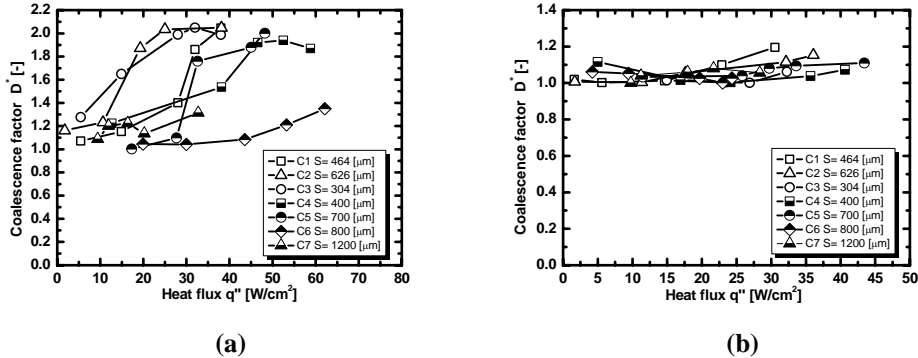 2.2
2.0
1.8
1.6
1.4
1.2
1.0
0.8
0.6
0.4
0.2
0.0
Coalescence factor D* [-]
C1 S= 464 [μm]
C2 S= 626 [μm]
C3 S= 304 [μm]
C4 S= 400 [μm]
C5 S= 700 [μm]
C6 S= 800 [μm]
C7 S= 1200 [μm]
0 10 20 30 40 50 60 70 80
Heat flux q" [W/cm²]
(a)
1.4
1.2
1.0
0.8
0.6
0.4
0.2
0.0
Coalescence factor D* [-]
C1 S= 464 [μm]
C2 S= 626 [μm]
C3 S= 304 [μm]
C4 S= 400 [μm]
C5 S= 700 [μm]
C6 S= 800 [μm]
C7 S= 1200 [μm]
0 5 10 15 20 25 30 35 40 45 50
Heat flux q" [W/cm²]
(b)